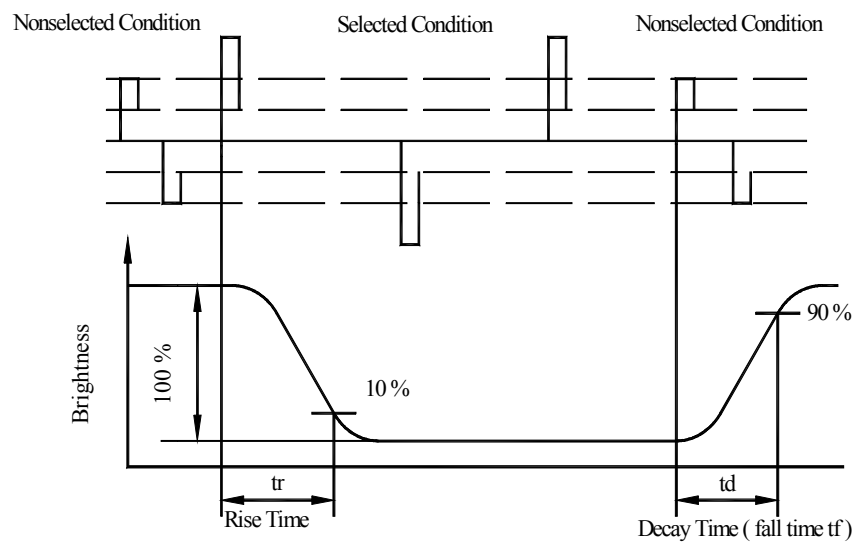 Nonselected Condition
Selected Condition
Nonselected Condition
Brightness
100 %
10 %
90 %
tr
Rise Time
td
Decay Time ( fall time tf )